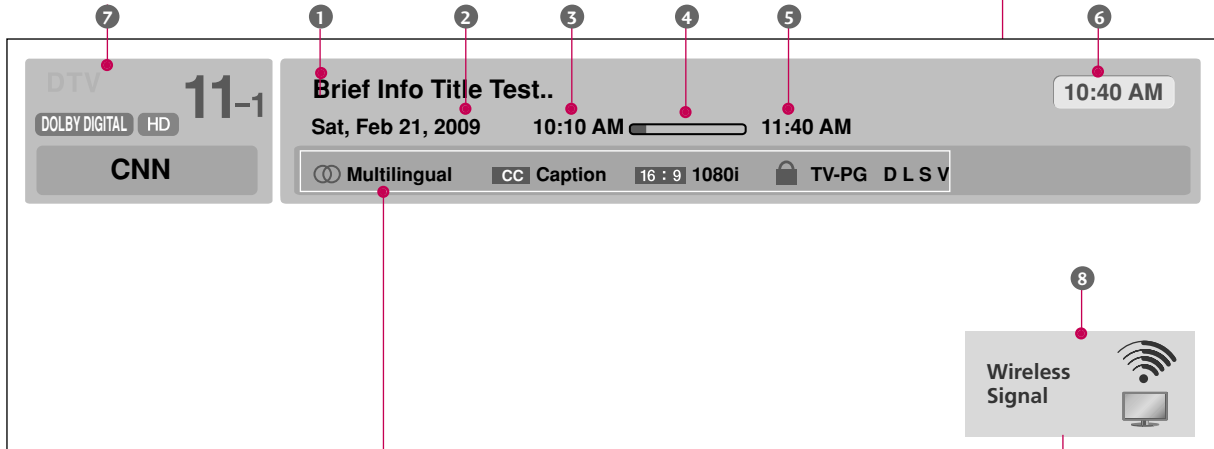 7 1 2 3 4 5 6
DTV
11-1
DOLBY DIGITAL HD
CNN
Brief Info Title Test..
10:40 AM
Sat, Feb 21, 2009 10:10 AM 11:40 AM
Multilingual CC Caption 16 : 9 1080i TV-PG D L S V
8
Wireless
Signal